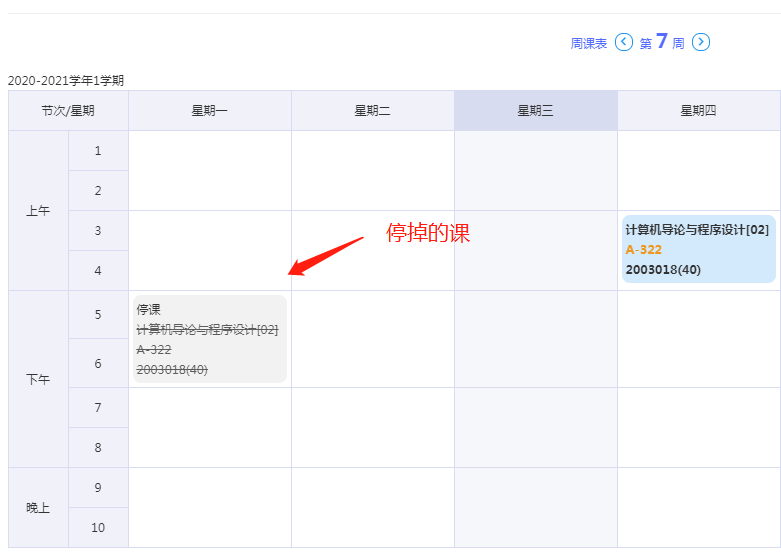 周课表 第 7 周
2020-2021学年1学期
节次/星期 星期一 星期二 星期三 星期四
上午
1
2
3
4
停掉的课
计算机导论与程序设计[02]
A-322
2003018(40)
下午
5
6
7
8
停课
计算机导论与程序设计[02]
A-322
2003018(40)
晚上
9
10